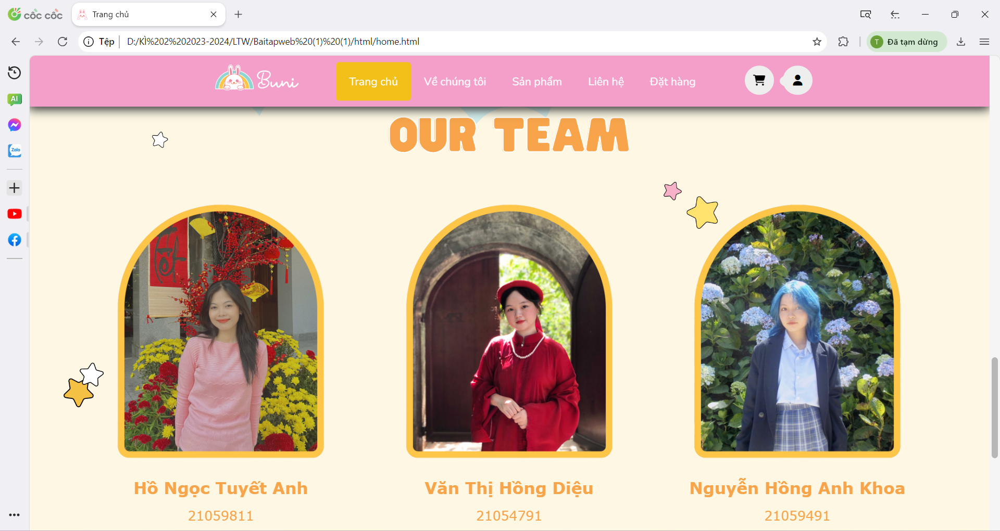 cốc cốc
Trang chủ
Tệp
D:/KÌ%202%202023-2024/LTW/Baitapweb%20(1)%20(1)/html/home.html
T
Đã tạm dừng
AI
Zalo
Buni
Trang chủ
Về chúng tôi
Sản phẩm
Liên hệ
Đặt hàng
OUR TEAM
Hồ Ngọc Tuyết Anh
Văn Thị Hồng Diệu
Nguyễn Hồng Anh Khoa
21059811
21054791
21059491